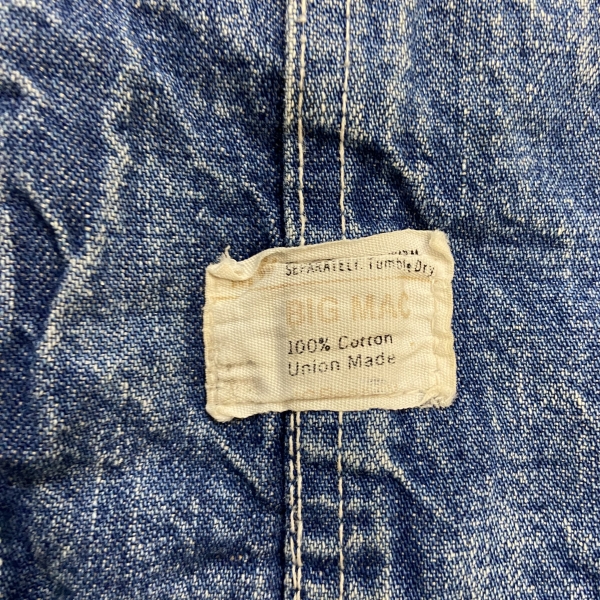 SEPARATELY. Tumble Dry
BIG MAC
100% Cotton
Union Made